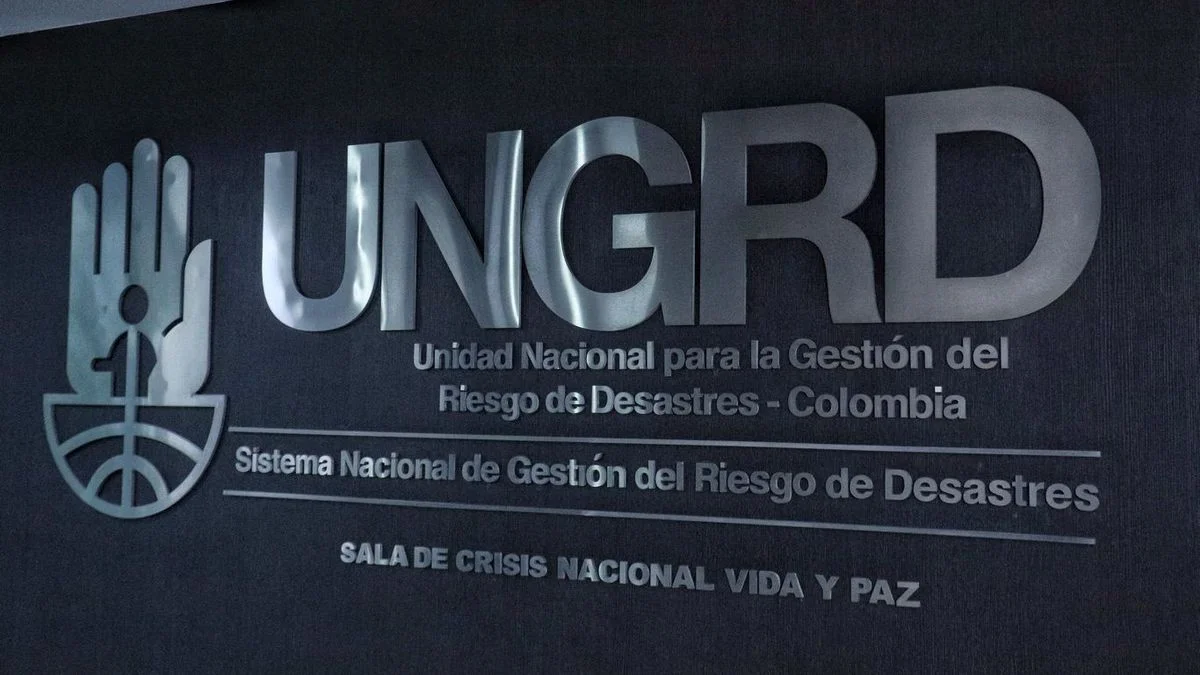 UNGRD
Unidad Nacional para la Gestión del
Riesgo de Desastres - Colombia
Sistema Nacional de Gestión del Riesgo de Desastres
SALA DE CRISIS NACIONAL VIDA Y PAZ